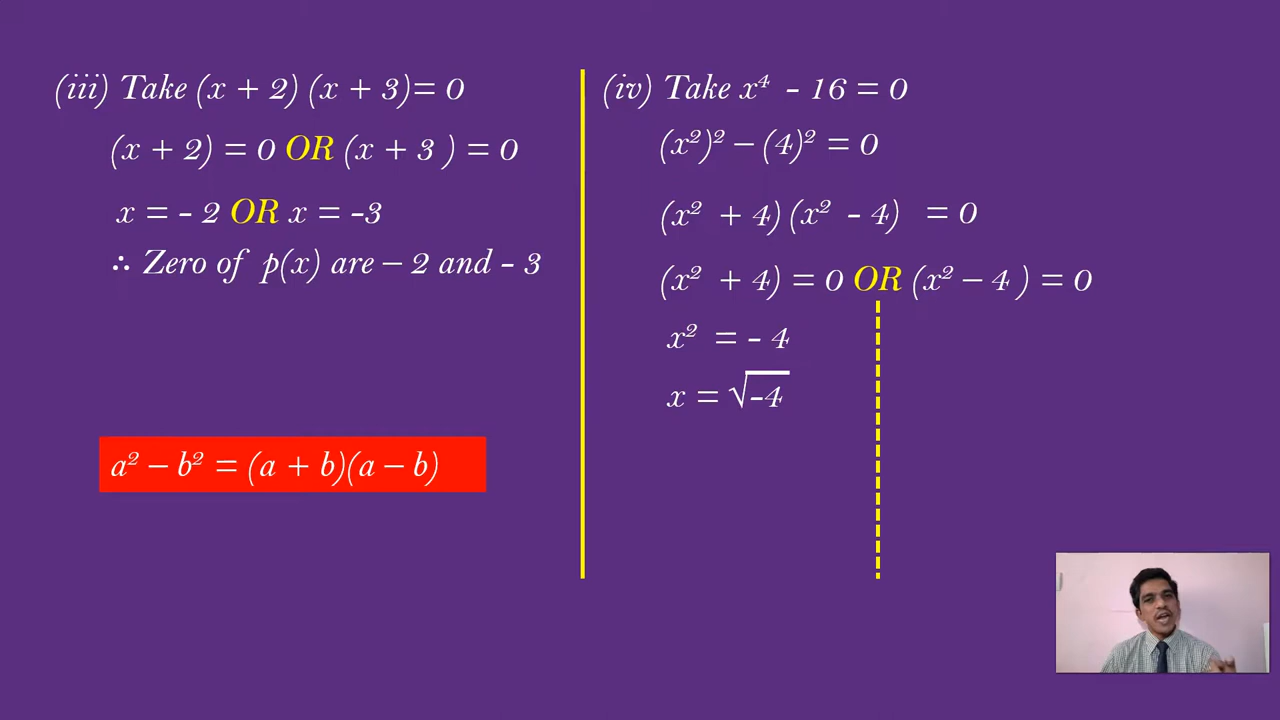 (iii) Take (x + 2) (x + 3)= 0
(x + 2) = 0 OR (x + 3 ) = 0
x = - 2 OR x = -3
∴ Zero of p(x) are – 2 and - 3
a² – b² = (a + b)(a – b)
(iv) Take x⁴ - 16 = 0
(x²)² – (4)² = 0
(x² + 4) (x² - 4) = 0
(x² + 4) = 0 OR (x² – 4 ) = 0
x² = - 4
x = √-4